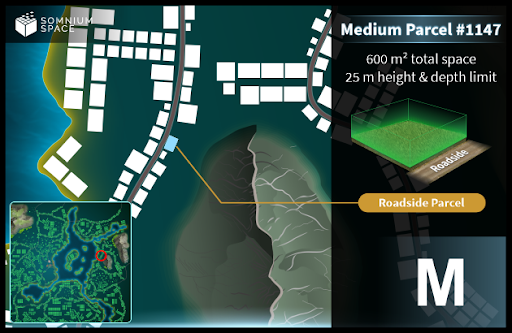 SOMNIUM
SPACE
Medium Parcel #1147
600 m² total space
25 m height & depth limit
Roadside
Roadside Parcel
M